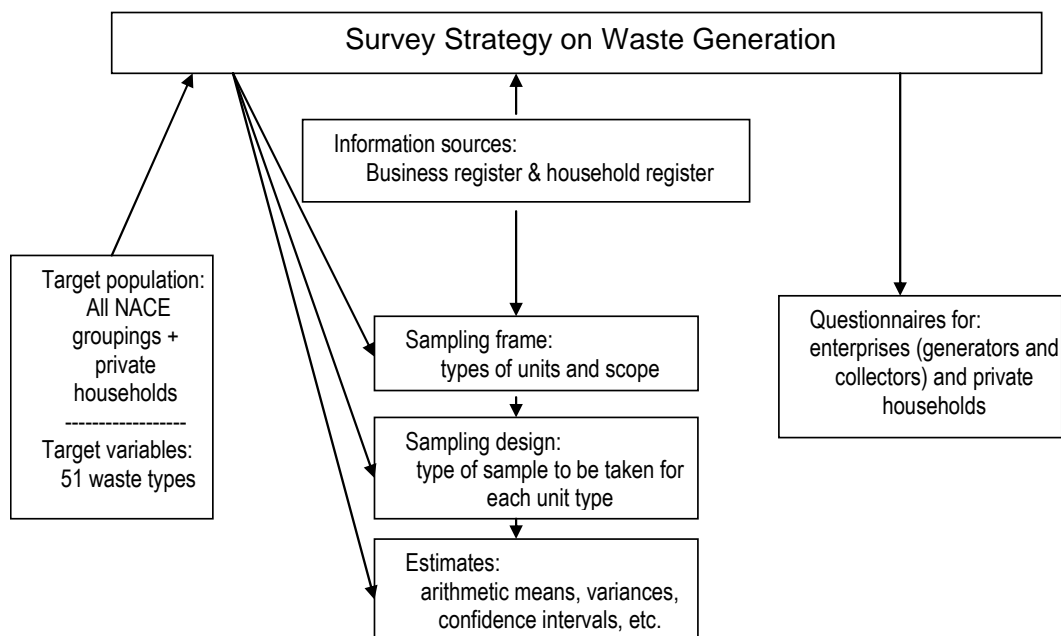 Survey Strategy on Waste Generation
Information sources:
Business register & household register
Target population:
All NACE
groupings +
private
households
-------------------
Target variables:
51 waste types
Sampling frame:
types of units and scope
Sampling design:
type of sample to be taken for
each unit type
Estimates:
arithmetic means, variances,
confidence intervals, etc.
Questionnaires for:
enterprises (generators and
collectors) and private
households